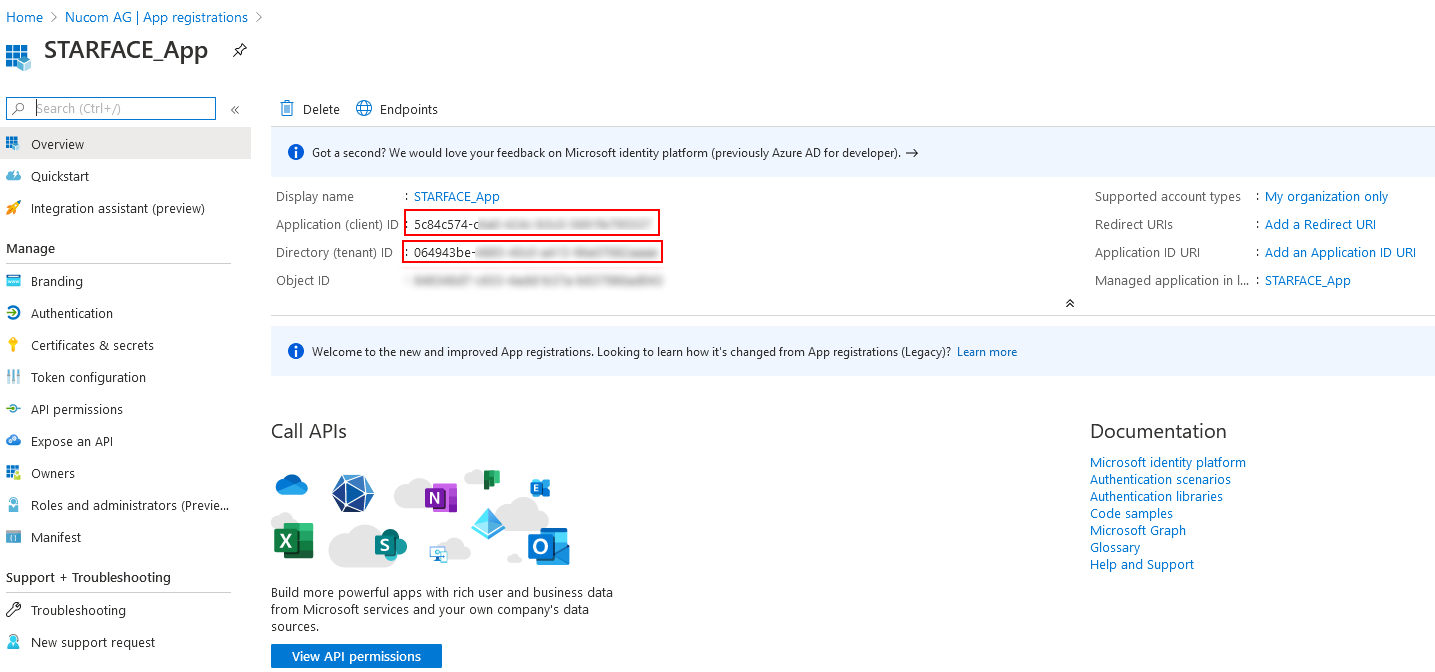 Home > Nucom AG | App registrations >
STARFACE_App
Search (Ctrl+/)
«
Overview
Quickstart
Integration assistant (preview)
Manage
Branding
Authentication
Certificates & secrets
Token configuration
API permissions
Expose an API
Owners
Roles and administrators (Previe...
Manifest
Support + Troubleshooting
Troubleshooting
New support request
Delete
Endpoints
Got a second? We would love your feedback on Microsoft identity platform (previously Azure AD for developer). →
Display name : STARFACE_App
Application (client) ID : 5c84c574-c
Directory (tenant) ID : 064943be-
Object ID
Supported account types : My organization only
Redirect URIs : Add a Redirect URI
Application ID URI : Add an Application ID URI
Managed application in l... : STARFACE_App
Welcome to the new and improved App registrations. Looking to learn how it's changed from App registrations (Legacy)? Learn more
Call APIs
N
E
X
S
O
Build more powerful apps with rich user and business data
from Microsoft services and your own company's data
sources.
View API permissions
Documentation
Microsoft identity platform
Authentication scenarios
Authentication libraries
Code samples
Microsoft Graph
Glossary
Help and Support